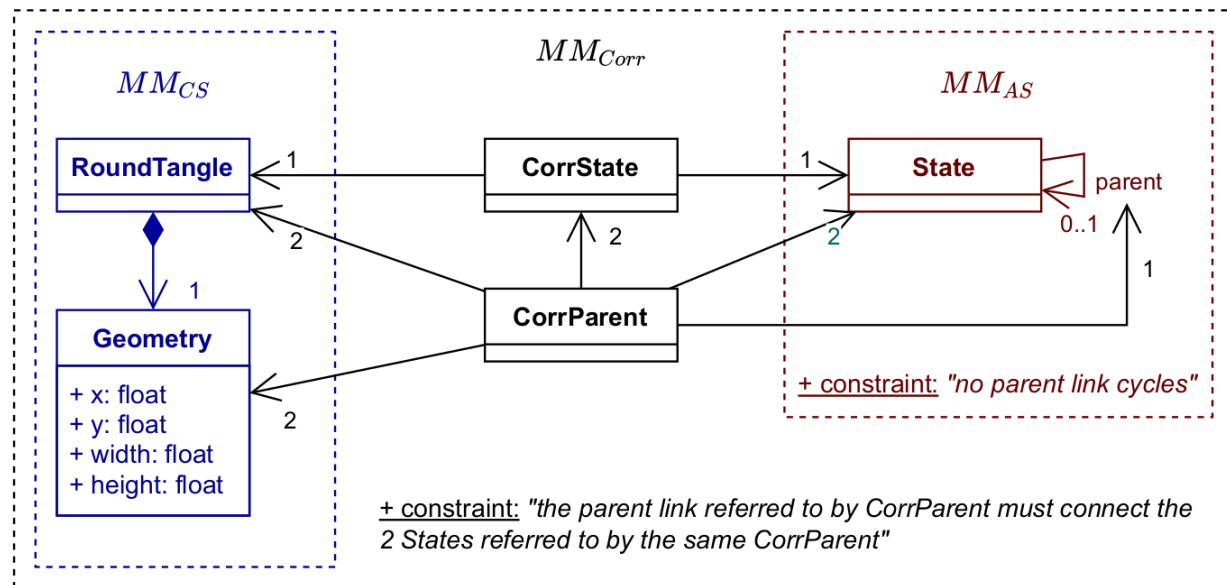 MM_Corr
MM_CS
MM_AS
RoundTangle
1
CorrState
1
State
parent
0..1
2
2
2
1
1
Geometry
CorrParent
+ x: float
+ y: float
+ width: float
+ height: float
2
+ constraint: "no parent link cycles"
+ constraint: "the parent link referred to by CorrParent must connect the
2 States referred to by the same CorrParent"